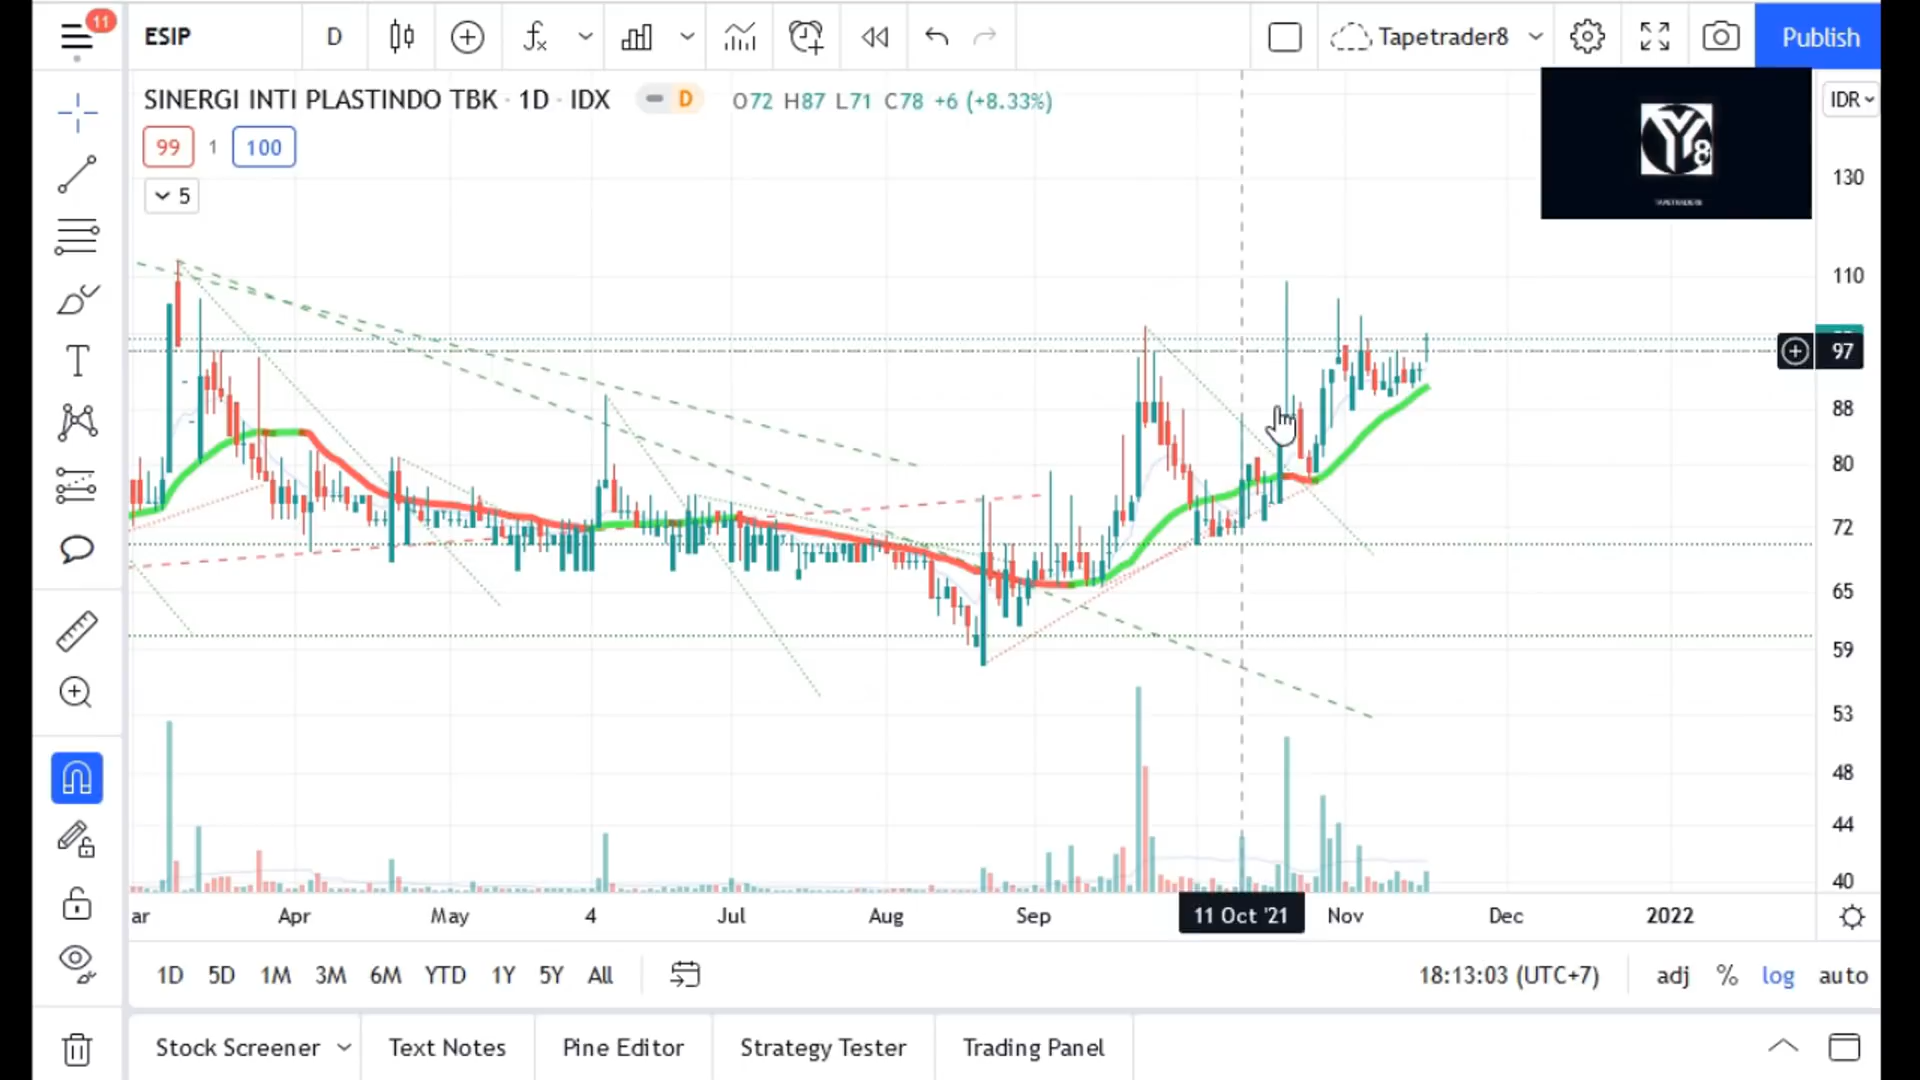 11
ESIP
D
Tapetrader8
Publish
SINERGI INTI PLASTINDO TBK · 1D · IDX
D
O72 H87 L71 C78 +6 (+8.33%)
IDR
99
1
100
5
Y8
TAPETRADER8
130
110
97
88
80
72
65
59
53
48
44
40
ar
Apr
May
4
Jul
Aug
Sep
11 Oct '21
Nov
Dec
2022
1D
5D
1M
3M
6M
YTD
1Y
5Y
All
18:13:03 (UTC+7)
adj
%
log
auto
Stock Screener
Text Notes
Pine Editor
Strategy Tester
Trading Panel